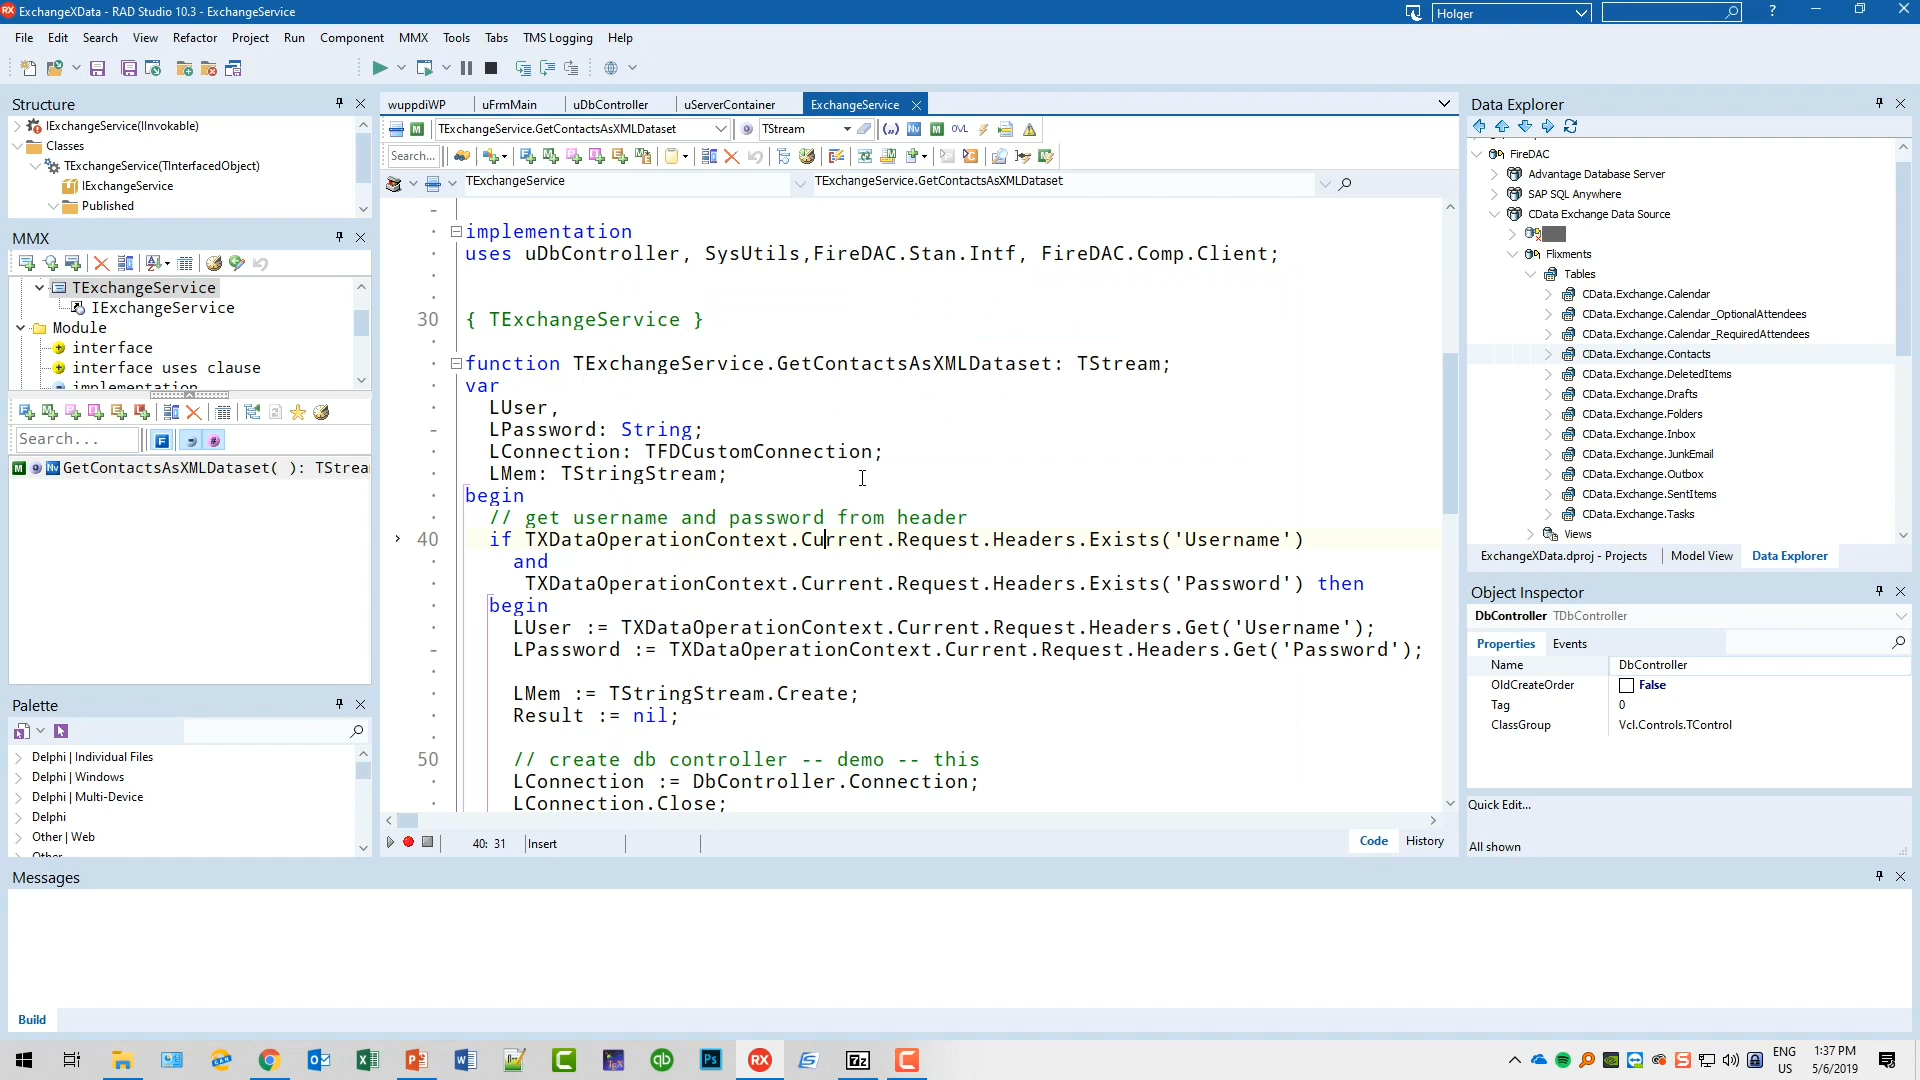 ExchangeXData - RAD Studio 10.3 - ExchangeService
Holger
File Edit Search View Refactor Project Run Component MMX Tools Tabs TMS Logging Help
Structure
IExchangeService(IInvokable)
Classes
TExchangeService(TInterfacedObject)
IExchangeService
Published
MMX
TExchangeService
IExchangeService
Module
interface
interface uses clause
implementation
Search...
GetContactsAsXMLDataset( ): TStrea
Palette
Delphi | Individual Files
Delphi | Windows
Delphi | Multi-Device
Delphi
Other | Web
Other
wuppdiWP uFrmMain uDbController uServerContainer ExchangeService
TExchangeService.GetContactsAsXMLDataset TStream OVL
Search...
TExchangeService TExchangeService.GetContactsAsXMLDataset
implementation
uses uDbController, SysUtils,FireDAC.Stan.Intf, FireDAC.Comp.Client;
30 { TExchangeService }
function TExchangeService.GetContactsAsXMLDataset: TStream;
var
LUser,
LPassword: String;
LConnection: TFDCustomConnection;
LMem: TStringStream;
begin
// get username and password from header
40 if TXDataOperationContext.Current.Request.Headers.Exists('Username')
and
TXDataOperationContext.Current.Request.Headers.Exists('Password') then
begin
LUser := TXDataOperationContext.Current.Request.Headers.Get('Username');
LPassword := TXDataOperationContext.Current.Request.Headers.Get('Password');
LMem := TStringStream.Create;
Result := nil;
50 // create db controller -- demo -- this
LConnection := DbController.Connection;
LConnection.Close;
40: 31 Insert
Code History
Data Explorer
FireDAC
Advantage Database Server
SAP SQL Anywhere
CData Exchange Data Source
Flixments
Tables
CData.Exchange.Calendar
CData.Exchange.Calendar_OptionalAttendees
CData.Exchange.Calendar_RequiredAttendees
CData.Exchange.Contacts
CData.Exchange.DeletedItems
CData.Exchange.Drafts
CData.Exchange.Folders
CData.Exchange.Inbox
CData.Exchange.JunkEmail
CData.Exchange.Outbox
CData.Exchange.SentItems
CData.Exchange.Tasks
Views
ExchangeXData.dproj - Projects Model View Data Explorer
Object Inspector
DbController TDbController
Properties Events
Name DbController
OldCreateOrder False
Tag 0
ClassGroup Vcl.Controls.TControl
Quick Edit...
All shown
Messages
Build
ENG
US
1:37 PM
5/6/2019